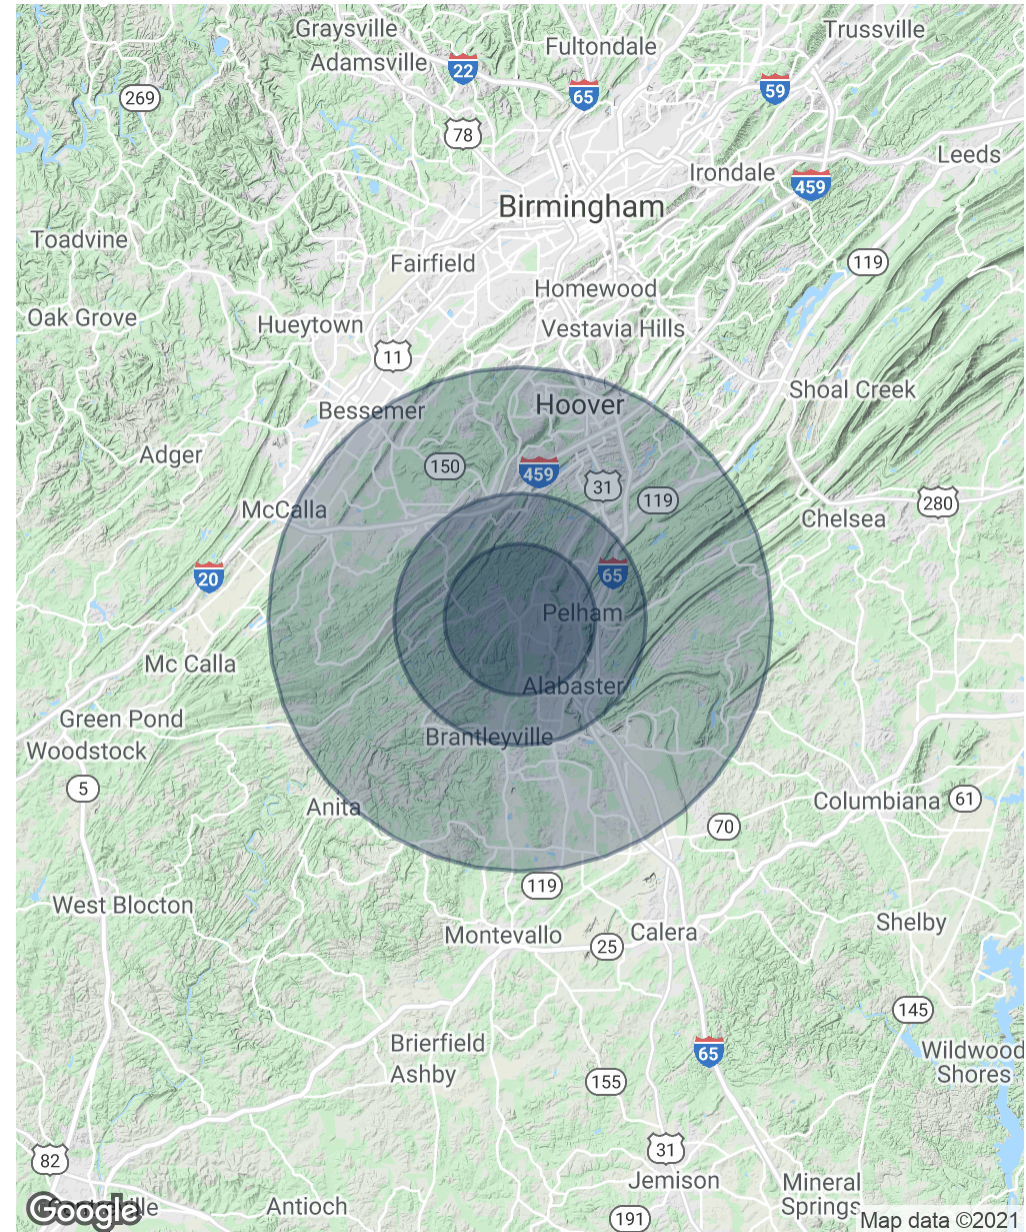 Graysville
Trussville
Fultondale
Adamsville
22
59
65
269
78
Leeds
Irondale
459
Birmingham
Toadvine
119
Fairfield
Homewood
Oak Grove
Hueytown
Vestavia Hills
11
Shoal Creek
Hoover
Bessemer
Adger
150
459
31
119
280
McCalla
Chelsea
65
20
Pelham
Mc Calla
Alabaster
Green Pond
Brantleyville
Woodstock
5
Columbiana
61
Anita
70
119
West Blocton
Shelby
Montevallo
Calera
25
145
Brierfield
65
Wildwood
Shores
Ashby
155
31
82
Jemison
Mineral
Springs
Antioch
Google
191
Map data ©2021